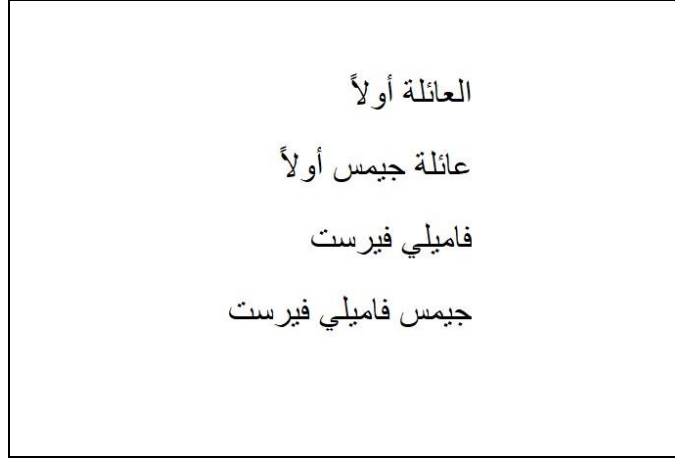 العائلة أولاً
عائلة جيمس أولاً
فاميلي فيرست
جيمس فاميلي فيرست